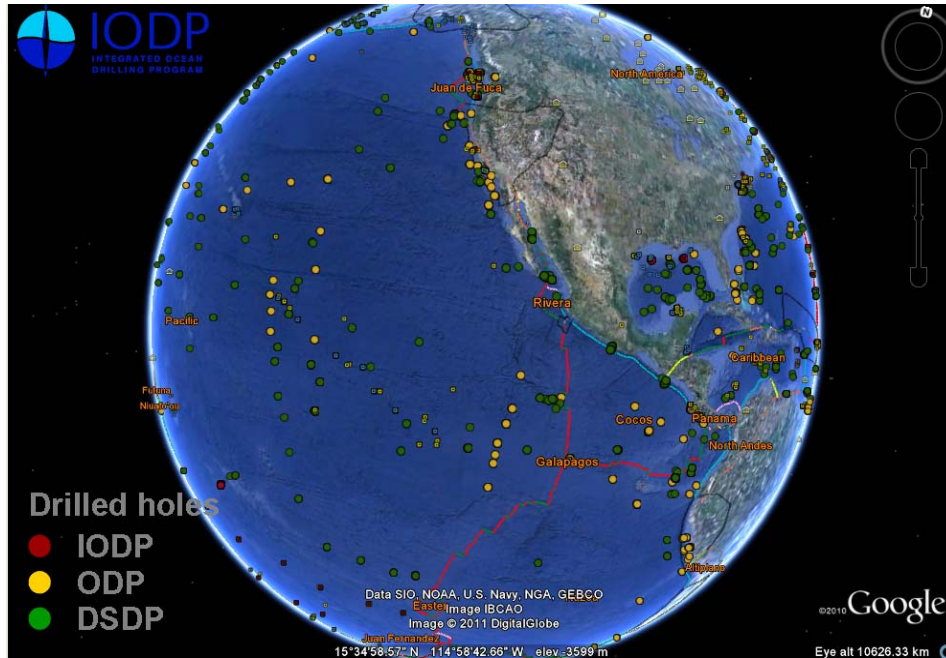 IODP
INTEGRATED OCEAN
DRILLING PROGRAM
N
North America
Juan de Fuca
Rivera
Pacific
Caribbean
Futuna,
Niuafo'ou
Cocos
Panama
North Andes
Galapagos
Drilled holes
IODP
ODP
DSDP
Altiplano
Data SIO, NOAA, U.S. Navy, NGA, GEBCO
Easter
Image IBCAO
Image © 2011 DigitalGlobe
Juan Fernandez
©2010 Google
15°34'58.57" N 114°58'42.66" W elev -3599 m
Eye alt 10626.33 km